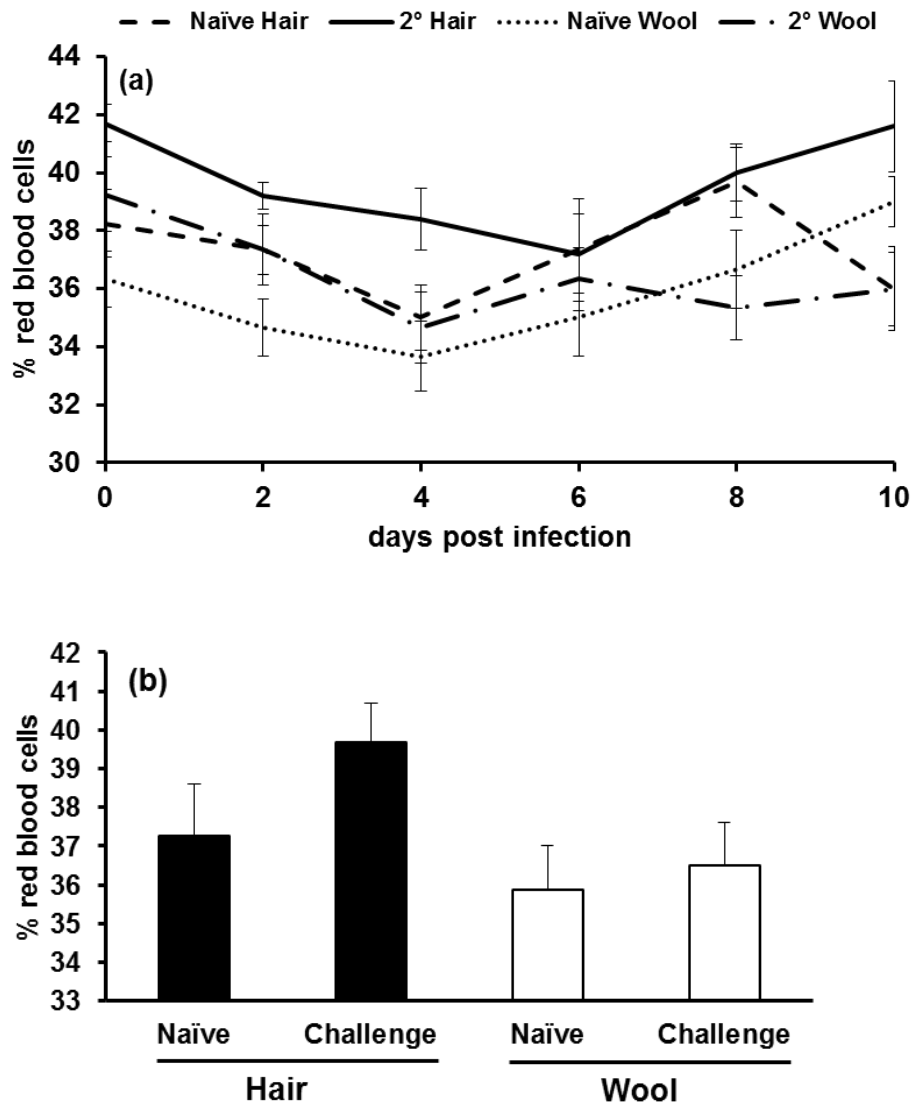 Naïve Hair 2° Hair Naïve Wool 2° Wool
44
(a)
42
40
38
36
34
32
30
% red blood cells
0 2 4 6 8 10
days post infection
42
(b)
41
40
39
38
37
36
35
34
33
% red blood cells
Naïve Challenge Naïve Challenge
Hair Wool